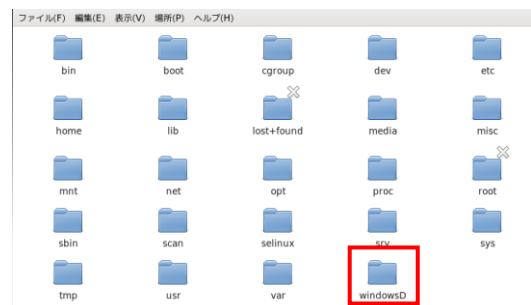 ファイル(F) 編集(E) 表示(V) 場所(P) ヘルプ(H)
bin boot cgroup dev etc
home lib lost+found media misc
mnt net opt proc root
sbin scan selinux srv sys
tmp usr var windowsD